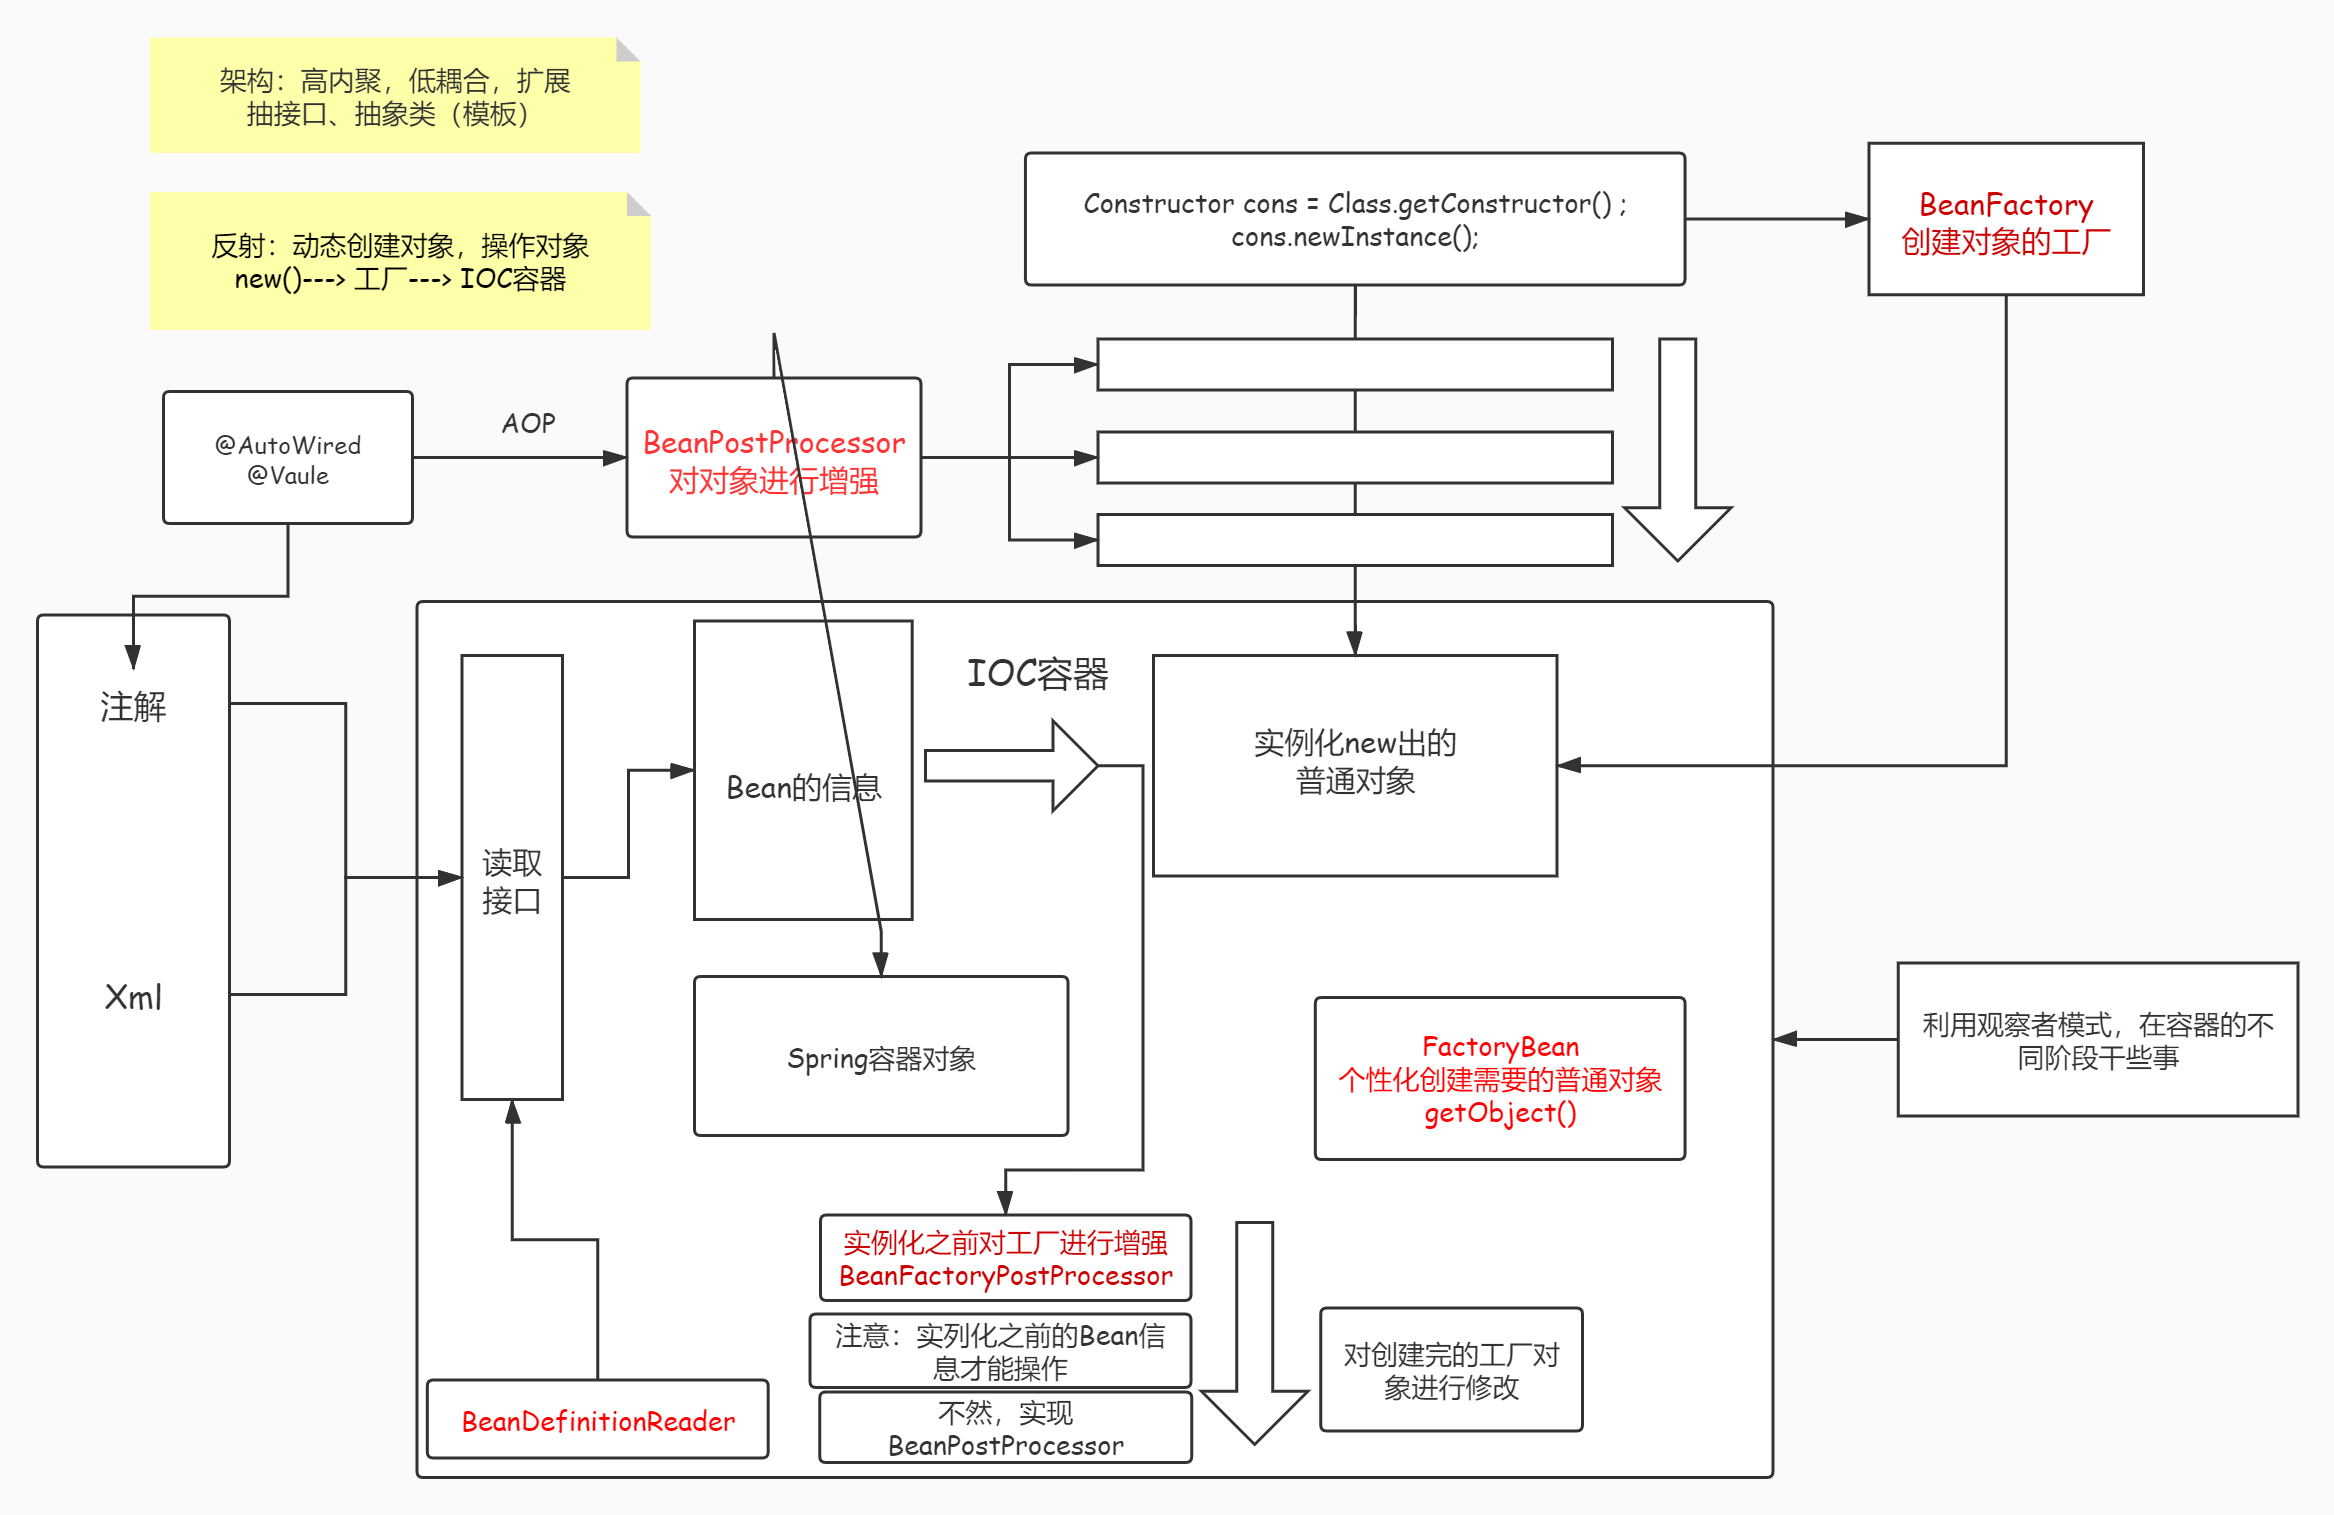 架构：高内聚，低耦合，扩展
抽接口、抽象类（模板）
反射：动态创建对象，操作对象
new()---> 工厂---> IOC容器
Constructor cons = Class.getConstructor() ;
cons.newInstance();
BeanFactory
创建对象的工厂
@AutoWired
@Vaule
AOP
BeanPostProcessor
对对象进行增强
注解
Xml
读取
接口
Bean的信息
IOC容器
实例化new出的
普通对象
Spring容器对象
FactoryBean
个性化创建需要的普通对象
getObject()
利用观察者模式，在容器的不
同阶段干些事
实例化之前对工厂进行增强
BeanFactoryPostProcessor
注意：实列化之前的Bean信
息才能操作
不然，实现
BeanPostProcessor
对创建完的工厂对
象进行修改
BeanDefinitionReader